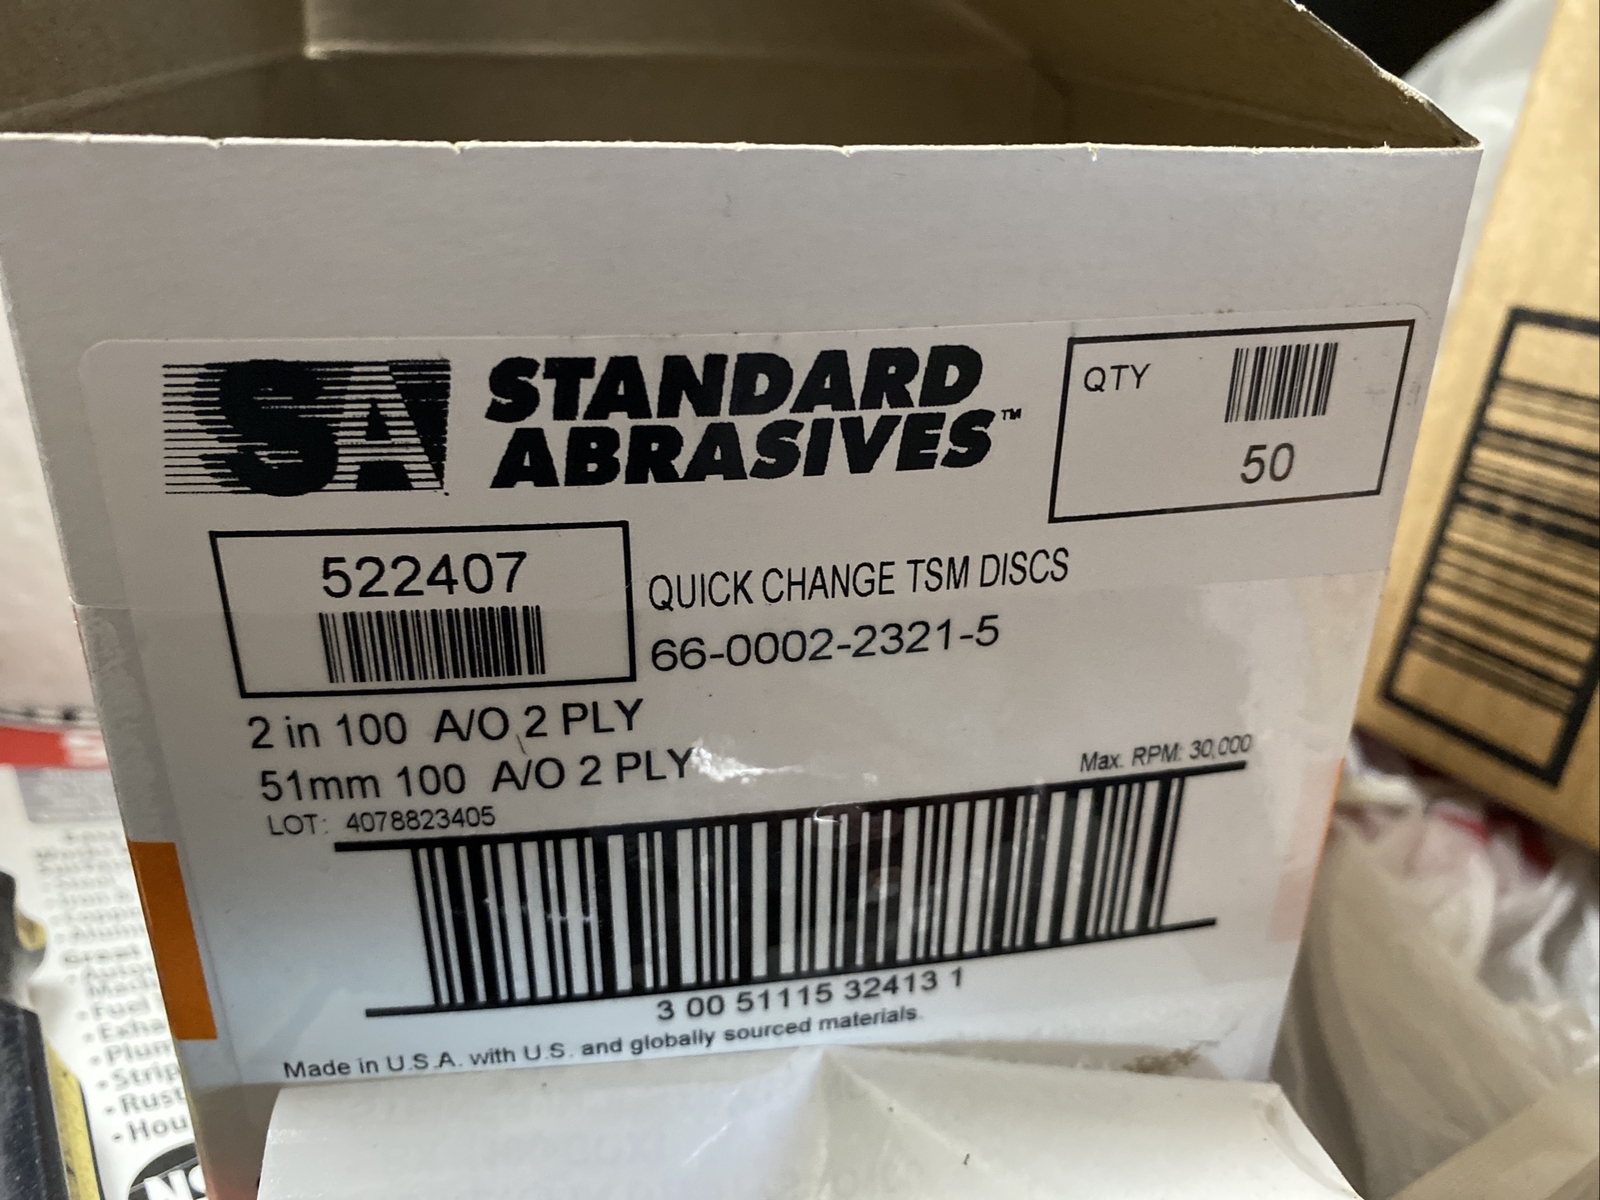 SA STANDARD
ABRASIVES™
QTY
50
522407
QUICK CHANGE TSM DISCS
66-0002-2321-5
2 in 100 A/O 2 PLY
51mm 100 A/O 2 PLY
Max. RPM: 30,000
LOT: 4078823405
3 00 51115 32413 1
Made in U.S.A. with U.S. and globally sourced materials.